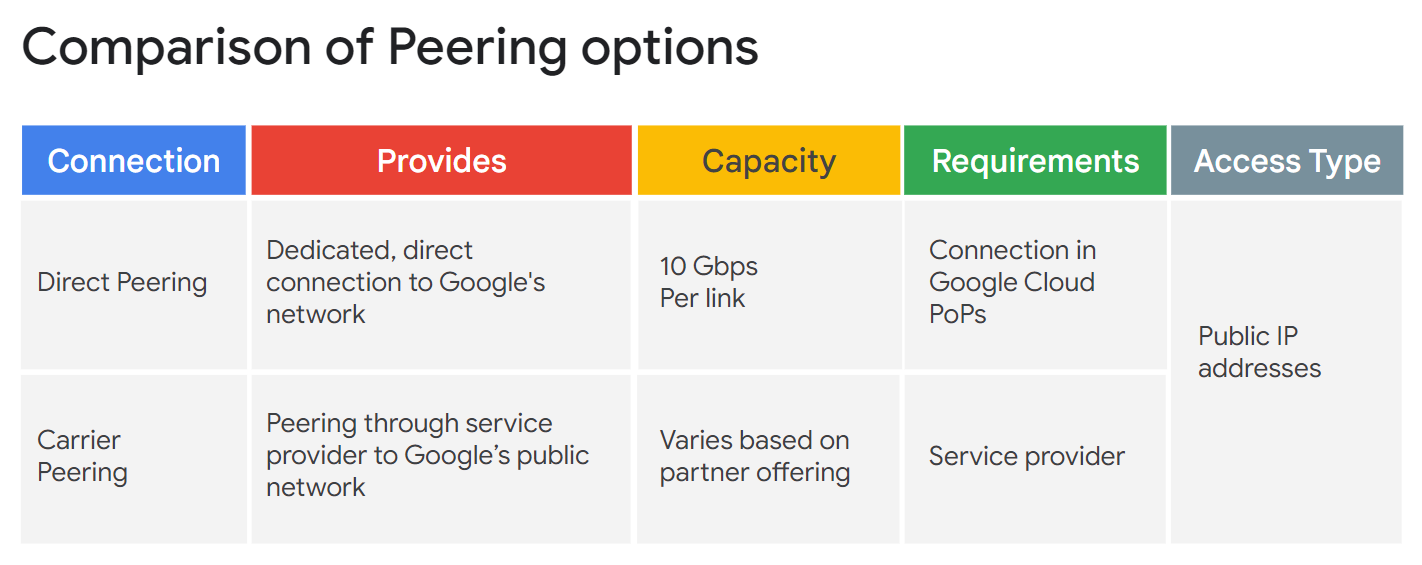 Comparison of Peering options
Connection
Provides
Capacity
Requirements
Access Type
Direct Peering
Dedicated, direct
connection to Google's
network
10 Gbps
Per link
Connection in
Google Cloud
PoPs
Public IP
addresses
Carrier
Peering
Peering through service
provider to Google’s public
network
Varies based on
partner offering
Service provider